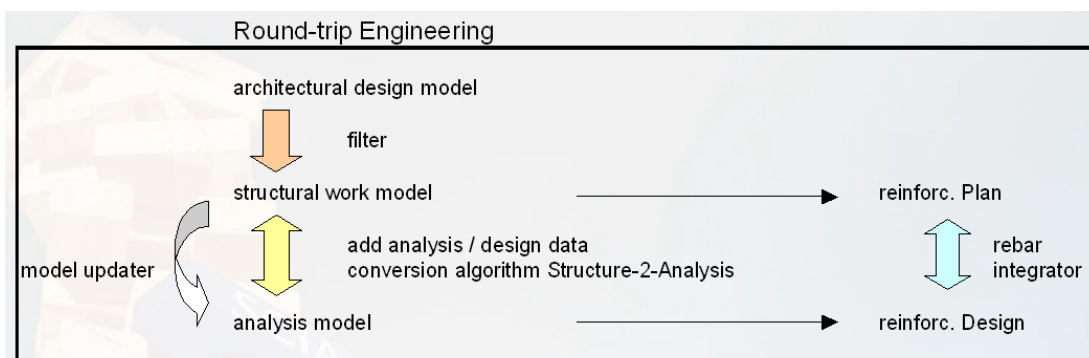 Round-trip Engineering
architectural design model
filter
structural work model
reinforc. Plan
add analysis / design data
rebar
model updater
conversion algorithm Structure-2-Analysis
integrator
analysis model
reinforc. Design